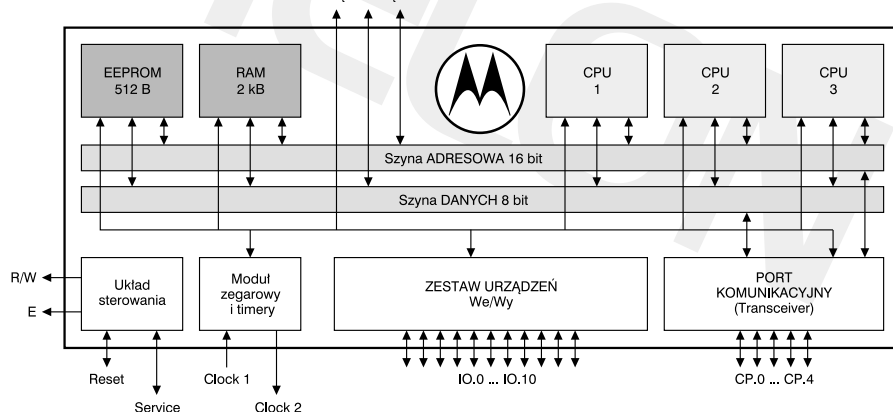 EEPROM
512 B
RAM
2 kB
CPU
1
CPU
2
CPU
3
Szyna ADRESOWA 16 bit
Szyna DANYCH 8 bit
R/W
E
Układ
sterowania
Moduł
zegarowy
i timery
ZESTAW URZĄDZEŃ
We/Wy
PORT
KOMUNIKACYJNY
(Transceiver)
Reset
Service
Clock 1
Clock 2
IO.0 ... IO.10
CP.0 ... CP.4